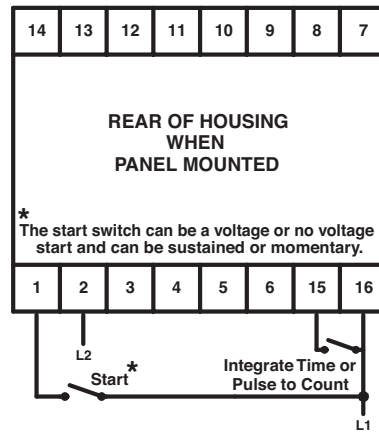 14 13 12 11 10 9 8 7
REAR OF HOUSING
WHEN
PANEL MOUNTED
*
The start switch can be a voltage or no voltage
start and can be sustained or momentary.
1 2 3 4 5 6 15 16
L2
Start*
Integrate Time or
Pulse to Count
L1